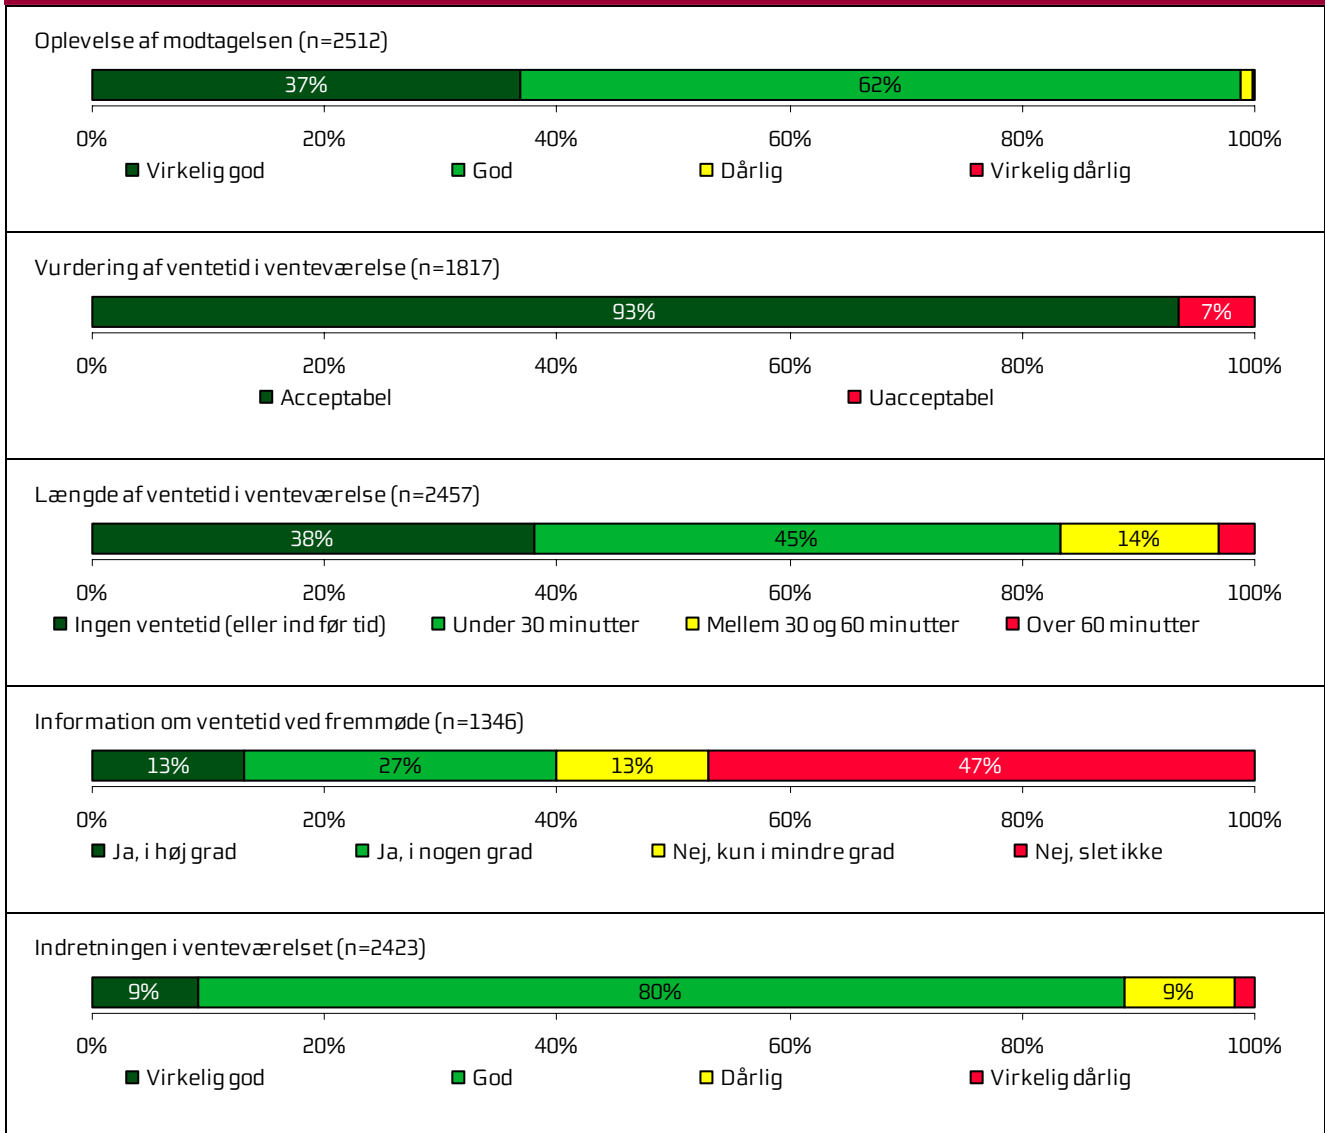 Oplevelse af modtagelsen (n=2512)
37% 62%
0% 20% 40% 60% 80% 100%
Virkelig god God Dårlig Virkelig dårlig
Vurdering af ventetid i venteværelse (n=1817)
93% 7%
0% 20% 40% 60% 80% 100%
Acceptabel Uacceptabel
Længde af ventetid i venteværelse (n=2457)
38% 45% 14%
0% 20% 40% 60% 80% 100%
Ingen ventetid (eller ind før tid) Under 30 minutter Mellem 30 og 60 minutter Over 60 minutter
Information om ventetid ved fremmøde (n=1346)
13% 27% 13% 47%
0% 20% 40% 60% 80% 100%
Ja, i høj grad Ja, i nogen grad Nej, kun i mindre grad Nej, slet ikke
Indretningen i venteværelset (n=2423)
9% 80% 9%
0% 20% 40% 60% 80% 100%
Virkelig god God Dårlig Virkelig dårlig